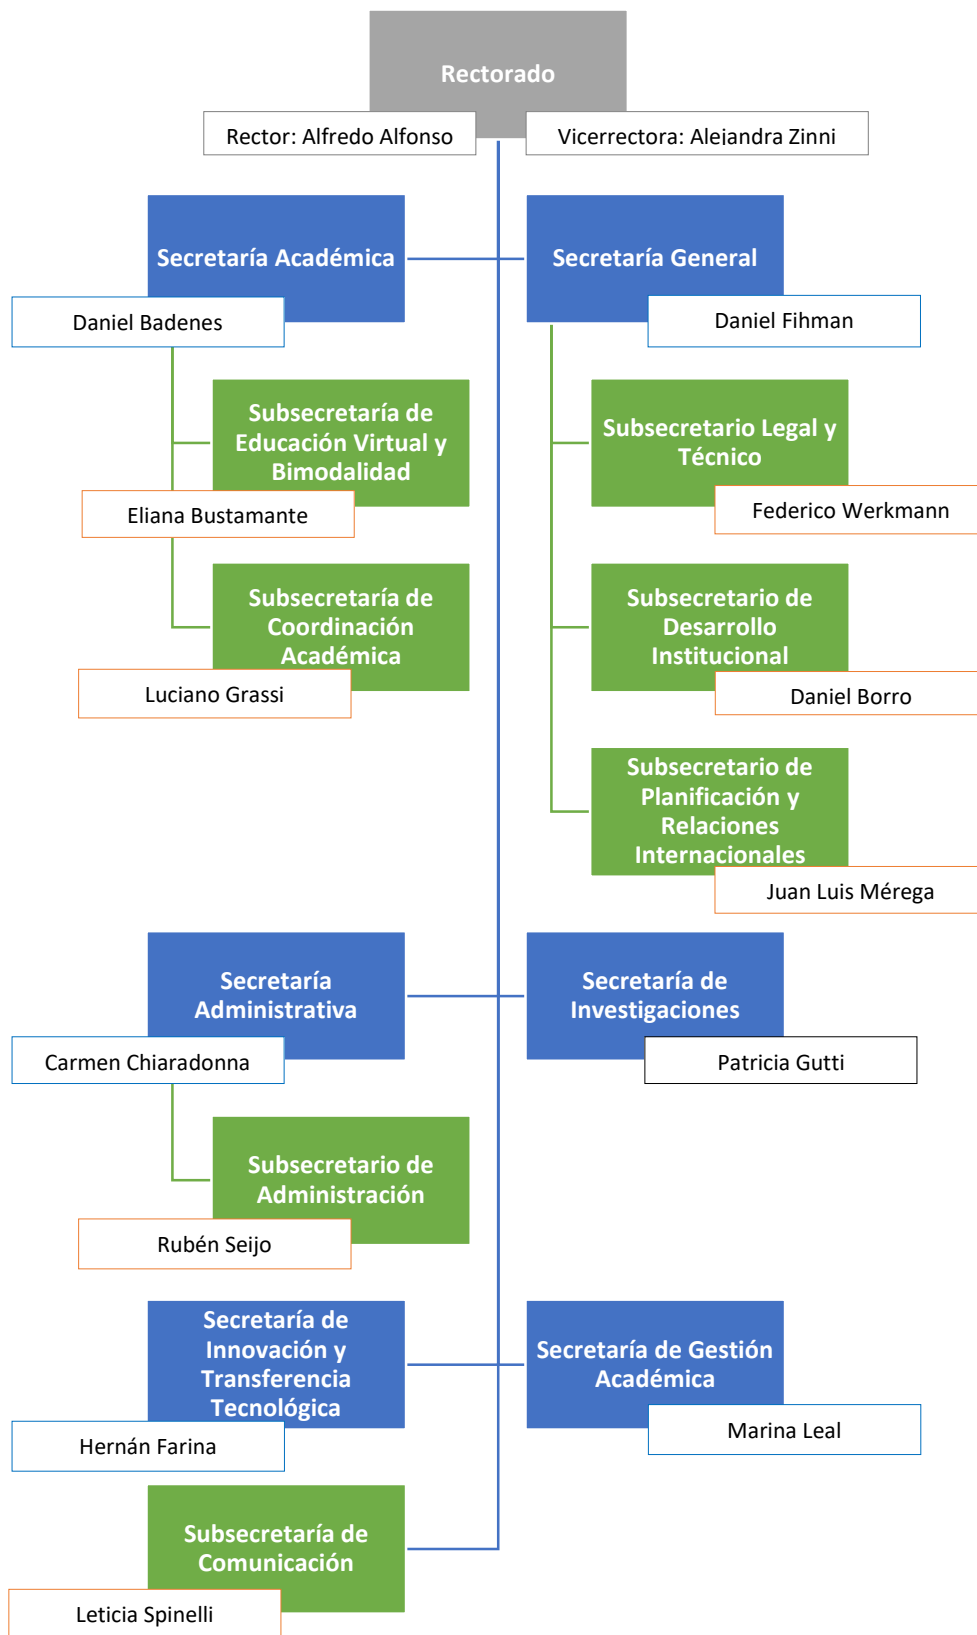 Rectorado
Rector: Alfredo Alfonso
Vicerrectora: Alejandra Zinni
Secretaría Académica
Daniel Badenes
Secretaría General
Daniel Fihman
Subsecretaría de
Educación Virtual y
Bimodalidad
Eliana Bustamante
Subsecretario Legal y
Técnico
Federico Werkmann
Subsecretaría de
Coordinación
Académica
Luciano Grassi
Subsecretario de
Desarrollo
Institucional
Daniel Borro
Subsecretario de
Planificación y
Relaciones
Internacionales
Juan Luis Mérega
Secretaría
Administrativa
Carmen Chiaradonna
Secretaría de
Investigaciones
Patricia Gutti
Subsecretario de
Administración
Rubén Seijo
Secretaría de
Innovación y
Transferencia
Tecnológica
Hernán Farina
Secretaría de Gestión
Académica
Marina Leal
Subsecretaría de
Comunicación
Leticia Spinelli